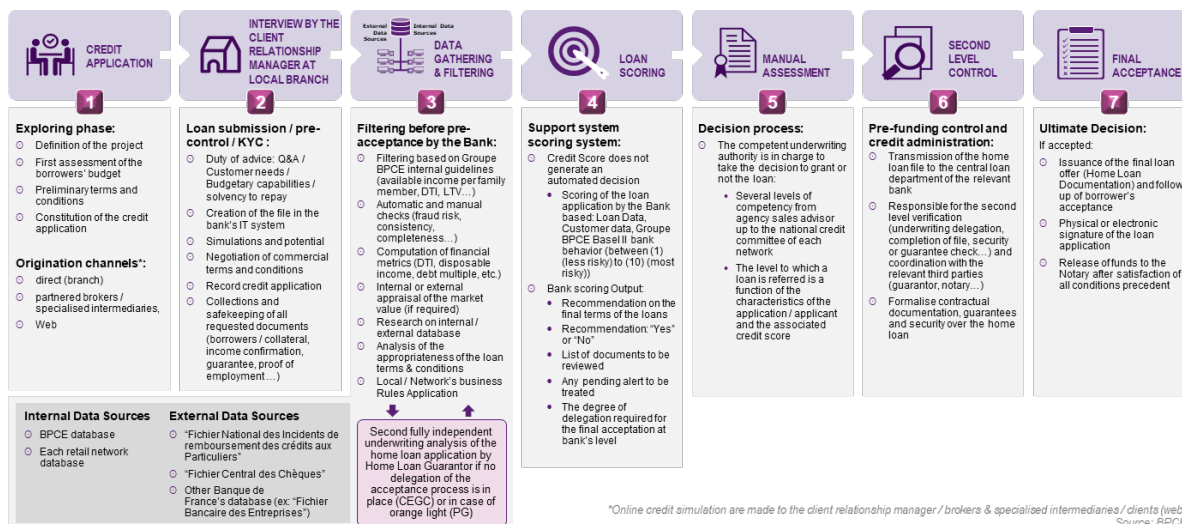 CREDIT
APPLICATION
INTERVIEW BY THE
CLIENT
RELATIONSHIP
MANAGER AT
LOCAL BRANCH
External
Data
Sources
Internal Data
Sources
DATA
GATHERING
& FILTERING
LOAN
SCORING
MANUAL
ASSESSMENT
SECOND
LEVEL
CONTROL
FINAL
ACCEPTANCE
1
2
3
4
5
6
7
Exploring phase:
Definition of the project
First assessment of the
borrowers' budget
Preliminary terms and
conditions
Constitution of the credit
application
Origination channels*:
direct (branch)
partnered brokers /
specialised intermediaries,
Web
Loan submission / pre-
control / KYC :
Duty of advice: Q&A /
Customer needs /
Budgetary capabilities /
solvency to repay
Creation of the file in the
bank's IT system
Simulations and potential
Negotiation of commercial
terms and conditions
Record credit application
Collections and
safekeeping of all
requested documents
(borrowers / collateral,
income confirmation,
guarantee, proof of
employment ...)
Filtering before pre-
acceptance by the Bank:
Filtering based on Groupe
BPCE internal guidelines
(available income per family
member, DTI, LTV...)
Automatic and manual
checks (fraud risk,
consistency,
completeness...)
Computation of financial
metrics (DTI, disposable
income, debt multiple, etc.)
Internal or external
appraisal of the market
value (if required)
Research on internal /
external database
Analysis of the
appropriateness of the loan
terms & conditions
Local / Network's business
Rules Application
Second fully independent
underwriting analysis of the
home loan application by
Home Loan Guarantor if no
delegation of the
acceptance process is in
place (CEGC) or in case of
orange light (PG)
Support system
scoring system:
Credit Score does not
generate an
automated decision
Scoring of the loan
application by the Bank
based: Loan Data,
Customer data, Groupe
BPCE Basel II bank
behavior (between (1)
(less risky) to (10) (most
risky))
Bank scoring Output:
Recommendation on the
final terms of the loans
Recommendation: "Yes"
or "No"
List of documents to be
reviewed
Any pending alert to be
treated
The degree of
delegation required for
the final acceptation at
bank's level
Decision process:
The competent underwriting
authority is in charge to
take the decision to grant or
not the loan:
Several levels of
competency from
agency sales advisor
up to the national credit
committee of each
network
The level to which a
loan is referred is a
function of the
characteristics of the
application / applicant
and the associated
credit score
Pre-funding control and
credit administration:
Transmission of the home
loan file to the central loan
department of the relevant
bank
Responsible for the second
level verification
(underwriting delegation,
completion of file, security
or guarantee check...) and
coordination with the
relevant third parties
(guarantor, notary...)
Formalise contractual
documentation, guarantees
and security over the home
loan
Ultimate Decision:
If accepted:
Issuance of the final loan
offer (Home Loan
Documentation) and follow
up of borrower's
acceptance
Physical or electronic
signature of the loan
application
Release of funds to the
Notary after satisfaction of
all conditions precedent
Internal Data Sources
BPCE database
Each retail network
database
External Data Sources
"Fichier National des Incidents de
remboursement des crédits aux
Particuliers"
"Fichier Central des Chèques"
Other Banque de
France's database (ex: "Fichier
Bancaire des Entreprises")
*Online credit simulation are made to the client relationship manager / brokers & specialised intermediaries / clients (web
Source: BPCE